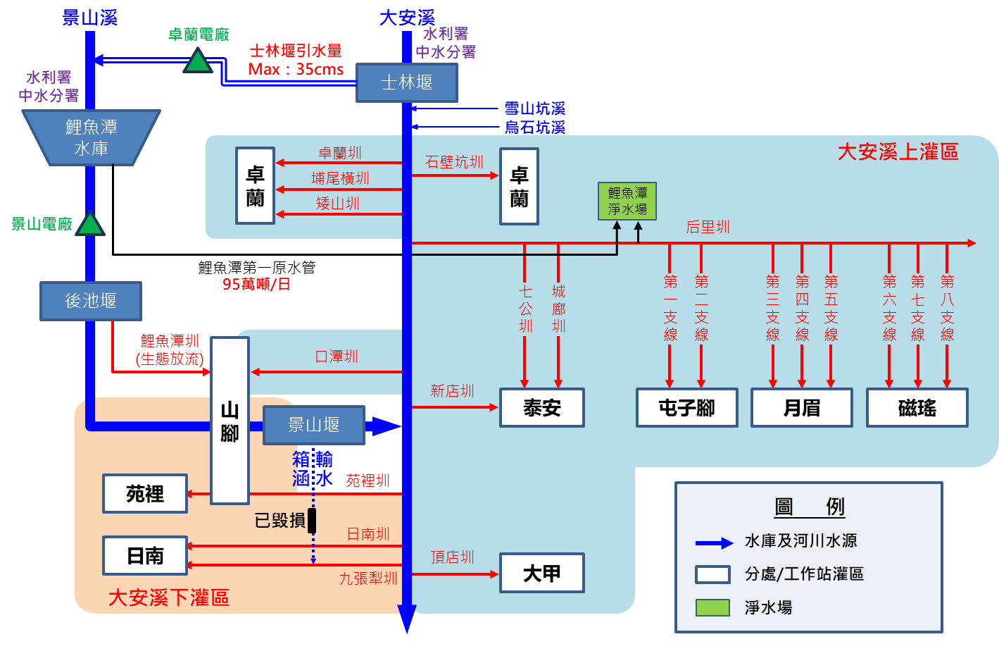 景山溪
大安溪
卓蘭電廠
水利署
中水分署
士林堰引水量
Max：35cms
水利署
中水分署
士林堰
雪山坑溪
烏石坑溪
鯉魚潭
水庫
大安溪上灌區
卓蘭圳
石壁坑圳
埔尾橫圳
矮山圳
卓蘭
卓蘭
鯉魚潭
淨水場
景山電廠
后里圳
鯉魚潭第一原水管
95萬噸/日
後池堰
七公圳
城廍圳
第一支線
第二支線
第三支線
第四支線
第五支線
第六支線
第七支線
第八支線
鯉魚潭圳
(生態放流)
口潭圳
新店圳
泰安
屯子腳
月眉
磁瑤
山腳
景山堰
輸水
箱涵
苑裡圳
苑裡
已毀損
日南圳
日南
九張犁圳
頂店圳
大甲
大安溪下灌區
圖 例
水庫及河川水源
分處/工作站灌區
淨水場